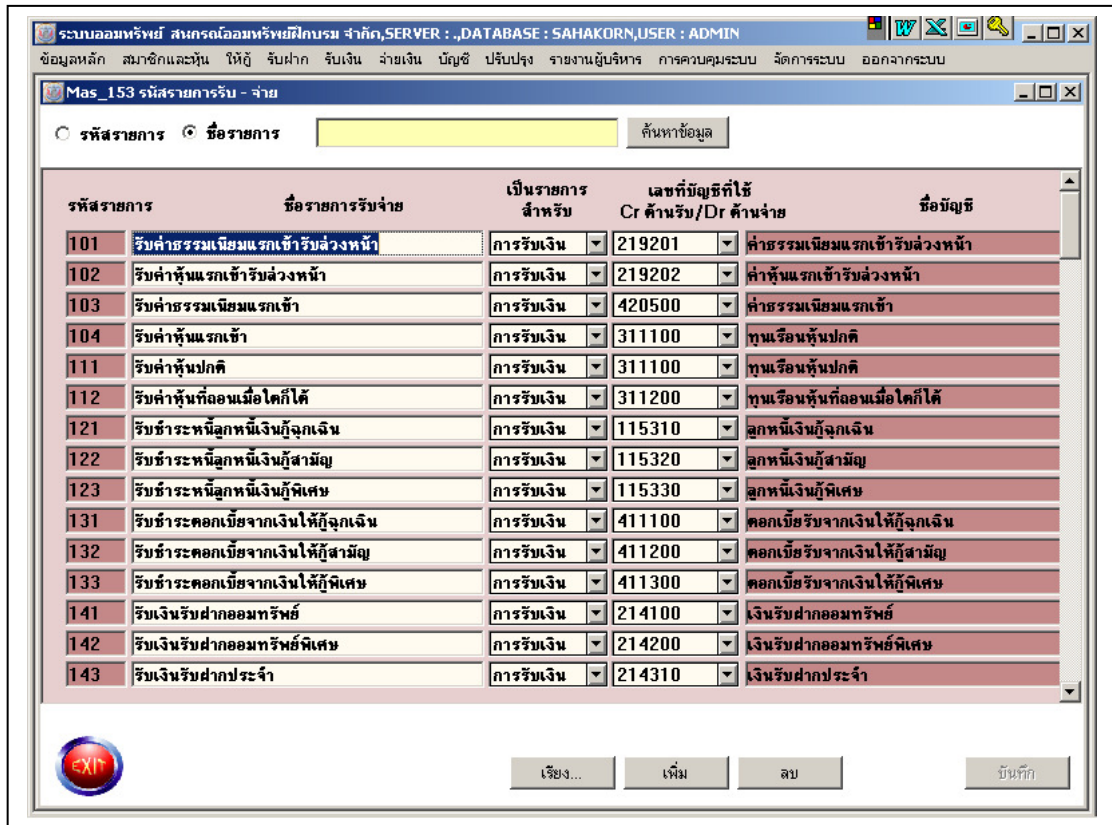 ระบบออมทรัพย์ สหกรณ์ออมทรัพย์ฝึกบรม จำกัด,SERVER : .,DATABASE : SAHAKORN,USER : ADMIN
ข้อมูลหลัก สมาชิกและหุ้น ให้กู้ รับฝาก รับเงิน จ่ายเงิน บัญชี ปรับปรุง รายงานผู้บริหาร การควบคุมระบบ จัดการระบบ ออกจากระบบ
Mas_153 รหัสรายการรับ - จ่าย
รหัสรายการ ชื่อรายการ ค้นหาข้อมูล
รหัสรายการ ชื่อรายการรับจ่าย เป็นรายการสำหรับ เลขที่บัญชีที่ใช้ Cr ด้านรับ/Dr ด้านจ่าย ชื่อบัญชี
101 รับค่าธรรมเนียมแรกเข้ารับล่วงหน้า การรับเงิน 219201 ค่าธรรมเนียมแรกเข้ารับล่วงหน้า
102 รับค่าหุ้นแรกเข้ารับล่วงหน้า การรับเงิน 219202 ค่าหุ้นแรกเข้ารับล่วงหน้า
103 รับค่าธรรมเนียมแรกเข้า การรับเงิน 420500 ค่าธรรมเนียมแรกเข้า
104 รับค่าหุ้นแรกเข้า การรับเงิน 311100 ทุนเรือนหุ้นปกติ
111 รับค่าหุ้นปกติ การรับเงิน 311100 ทุนเรือนหุ้นปกติ
112 รับค่าหุ้นที่ถอนเมื่อใดก็ได้ การรับเงิน 311200 ทุนเรือนหุ้นที่ถอนเมื่อใดก็ได้
121 รับชำระหนี้ลูกหนี้เงินกู้ฉุกเฉิน การรับเงิน 115310 ลูกหนี้เงินกู้ฉุกเฉิน
122 รับชำระหนี้ลูกหนี้เงินกู้สามัญ การรับเงิน 115320 ลูกหนี้เงินกู้สามัญ
123 รับชำระหนี้ลูกหนี้เงินกู้พิเศษ การรับเงิน 115330 ลูกหนี้เงินกู้พิเศษ
131 รับชำระดอกเบี้ยจากเงินให้กู้ฉุกเฉิน การรับเงิน 411100 ดอกเบี้ยรับจากเงินให้กู้ฉุกเฉิน
132 รับชำระดอกเบี้ยจากเงินให้กู้สามัญ การรับเงิน 411200 ดอกเบี้ยรับจากเงินให้กู้สามัญ
133 รับชำระดอกเบี้ยจากเงินให้กู้พิเศษ การรับเงิน 411300 ดอกเบี้ยรับจากเงินให้กู้พิเศษ
141 รับเงินรับฝากออมทรัพย์ การรับเงิน 214100 เงินรับฝากออมทรัพย์
142 รับเงินรับฝากออมทรัพย์พิเศษ การรับเงิน 214200 เงินรับฝากออมทรัพย์พิเศษ
143 รับเงินรับฝากประจำ การรับเงิน 214310 เงินรับฝากประจำ
EXIT เรียง... เพิ่ม ลบ บันทึก